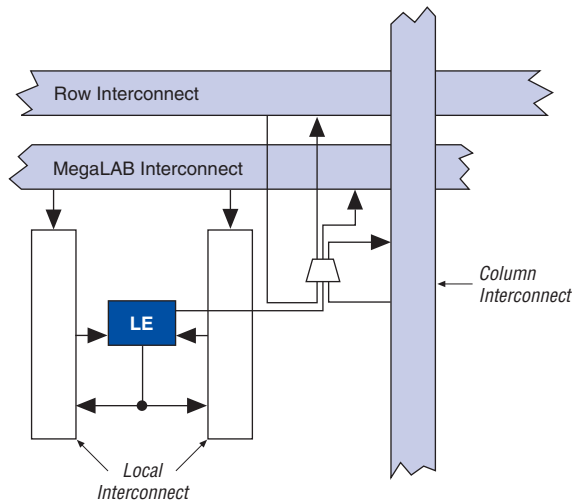 Row Interconnect
MegaLAB Interconnect
LE
Column
Interconnect
Local
Interconnect